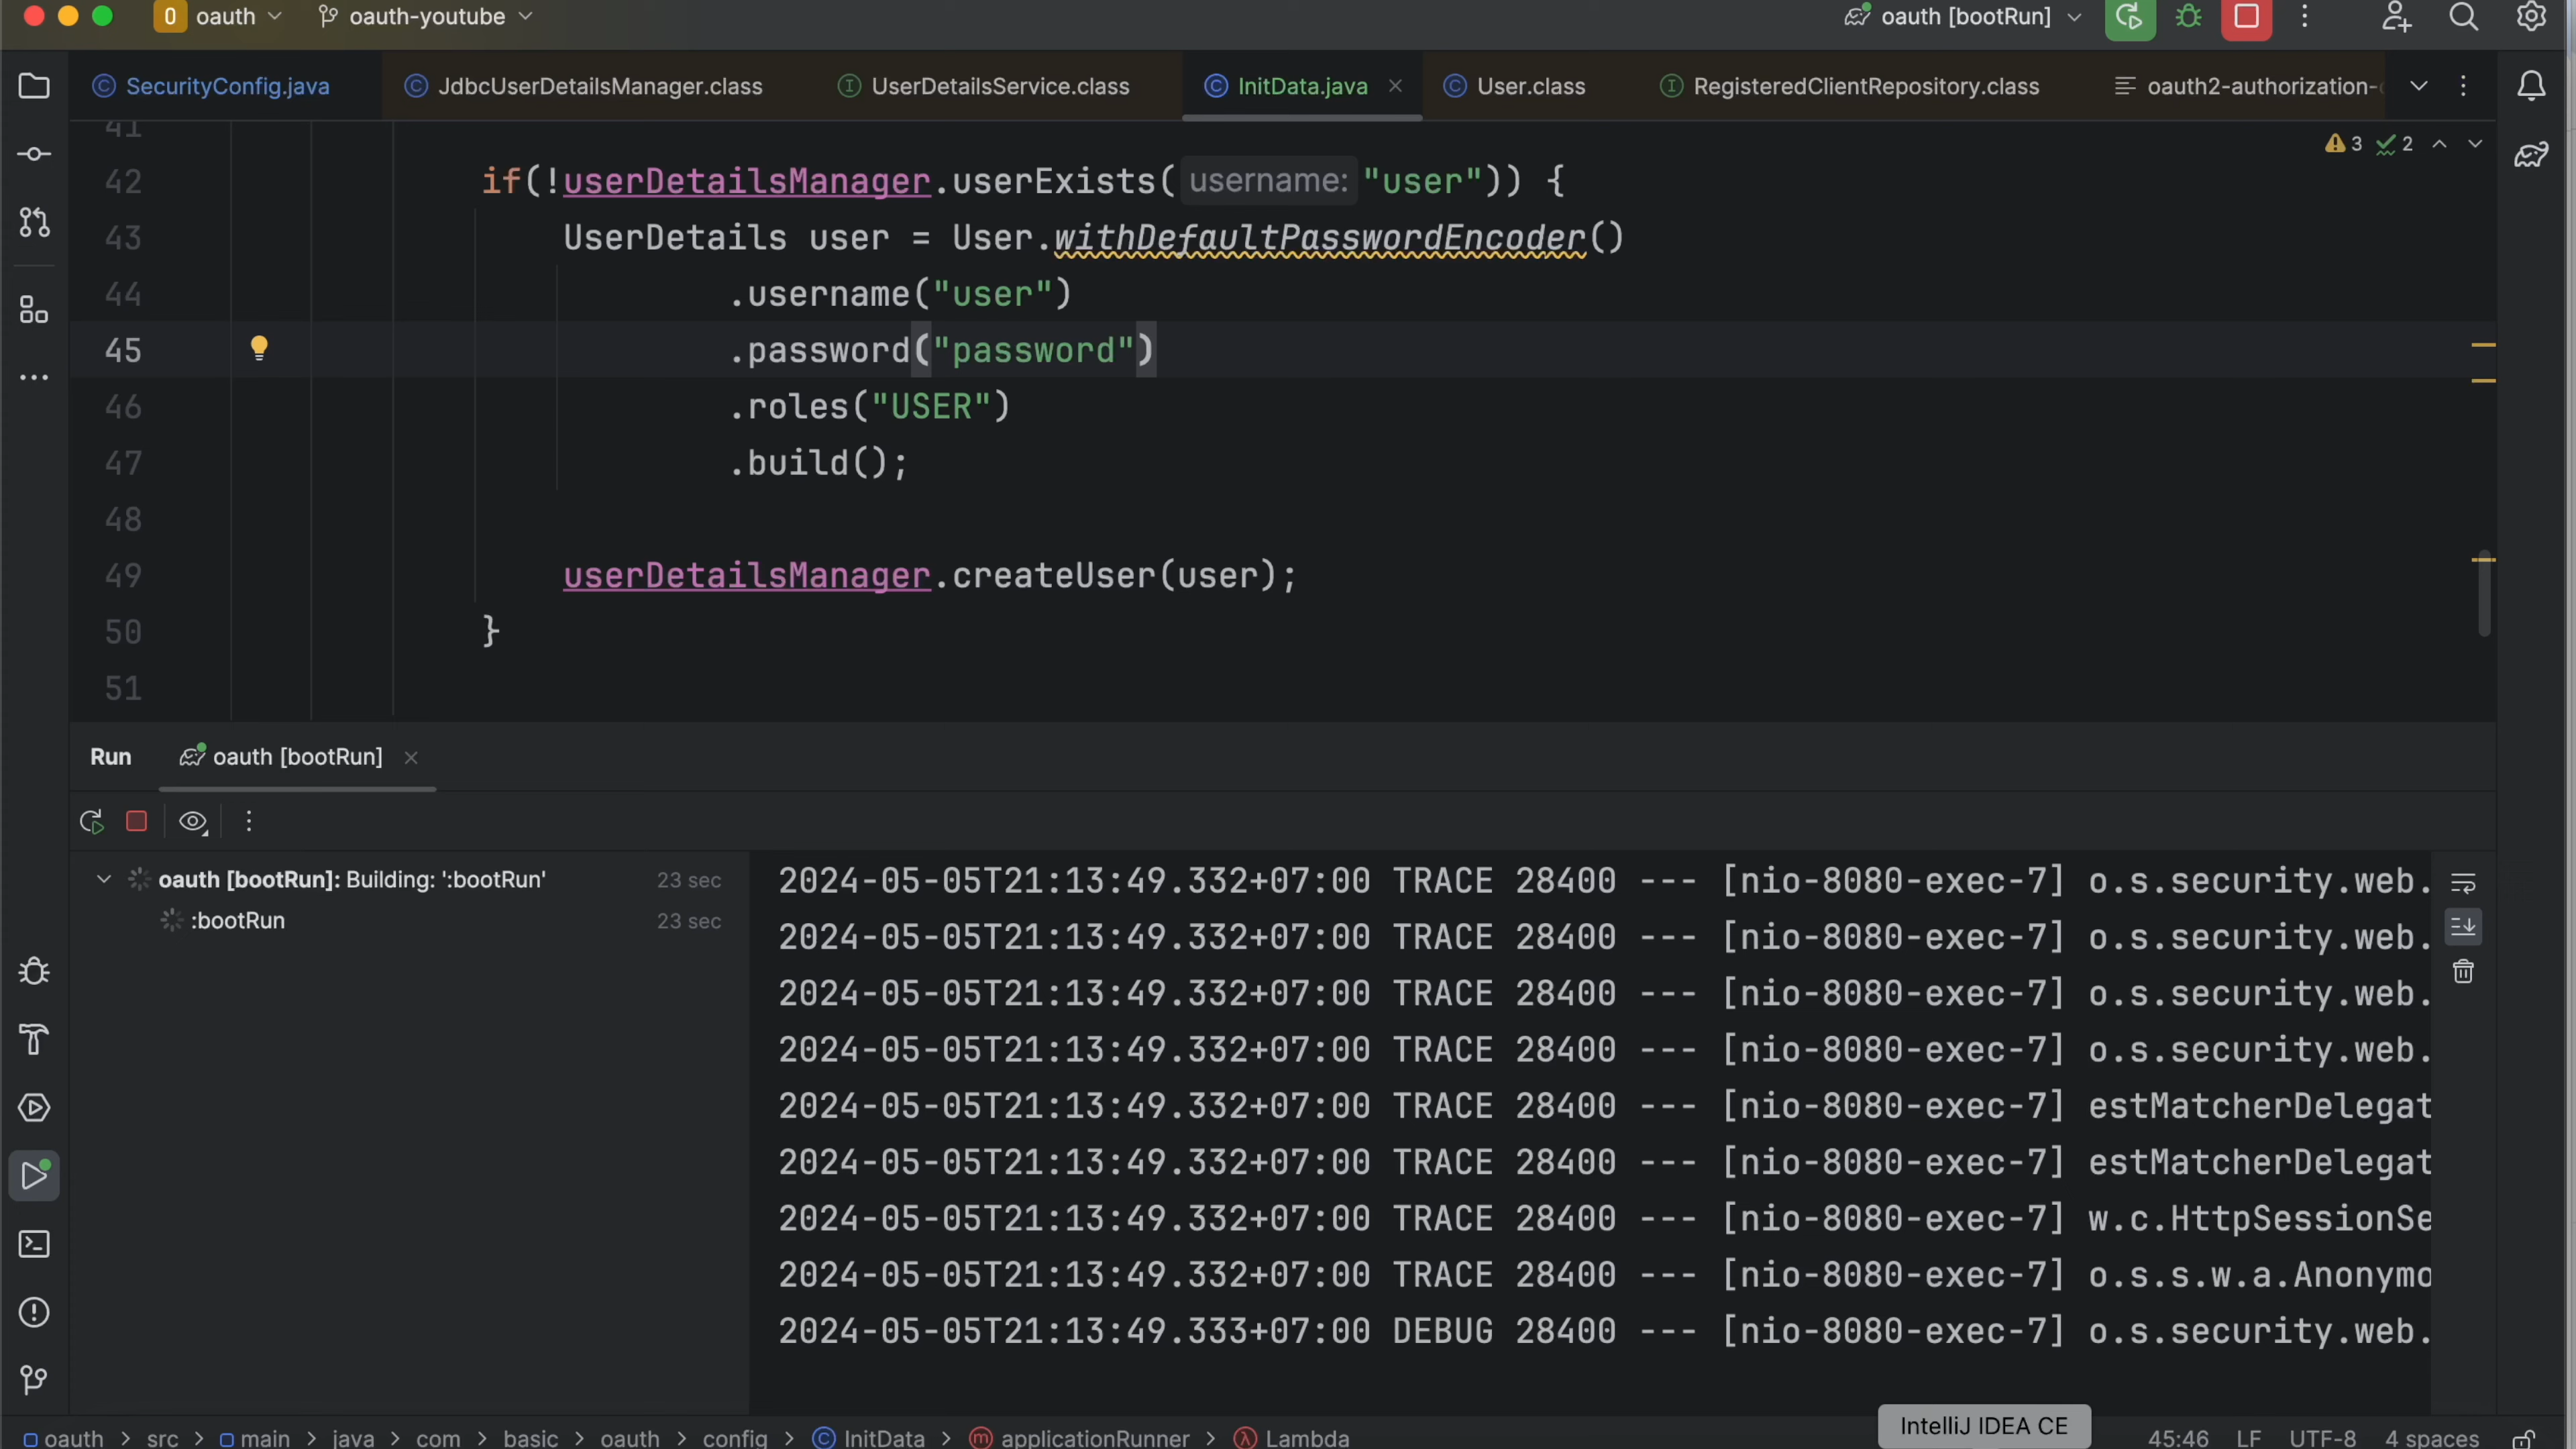 O oauth oauth-youtube oauth [bootRun]
SecurityConfig.java JdbcUserDetailsManager.class UserDetailsService.class InitData.java User.class RegisteredClientRepository.class oauth2-authorization-
41
42 if(!userDetailsManager.userExists( username: "user")) { 3 2
43 UserDetails user = User.withDefaultPasswordEncoder()
44 .username("user")
45 .password("password")
46 .roles("USER")
47 .build();
48
49 userDetailsManager.createUser(user);
50 }
51
Run oauth [bootRun]
oauth [bootRun]: Building: ':bootRun' 23 sec
:bootRun 23 sec
2024-05-05T21:13:49.332+07:00 TRACE 28400 --- [nio-8080-exec-7] o.s.security.web.
2024-05-05T21:13:49.332+07:00 TRACE 28400 --- [nio-8080-exec-7] o.s.security.web.
2024-05-05T21:13:49.332+07:00 TRACE 28400 --- [nio-8080-exec-7] o.s.security.web.
2024-05-05T21:13:49.332+07:00 TRACE 28400 --- [nio-8080-exec-7] o.s.security.web.
2024-05-05T21:13:49.332+07:00 TRACE 28400 --- [nio-8080-exec-7] estMatcherDelegat
2024-05-05T21:13:49.332+07:00 TRACE 28400 --- [nio-8080-exec-7] estMatcherDelegat
2024-05-05T21:13:49.332+07:00 TRACE 28400 --- [nio-8080-exec-7] w.c.HttpSessionSe
2024-05-05T21:13:49.332+07:00 TRACE 28400 --- [nio-8080-exec-7] o.s.s.w.a.Anonymo
2024-05-05T21:13:49.333+07:00 DEBUG 28400 --- [nio-8080-exec-7] o.s.security.web.
IntelliJ IDEA CE
oauth > src > main > java > com > basic > oauth > config > InitData > applicationRunner > Lambda 45:46 LF UTF-8 4 spaces